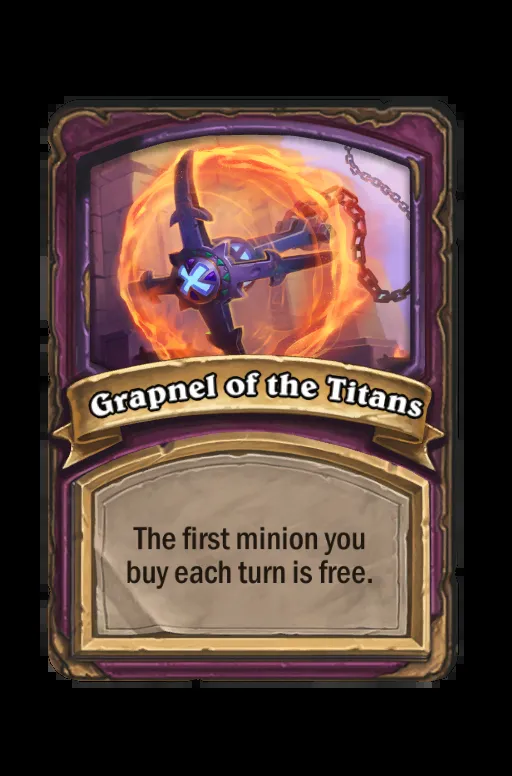 Grapnel of the Titans
The first minion you
buy each turn is free.